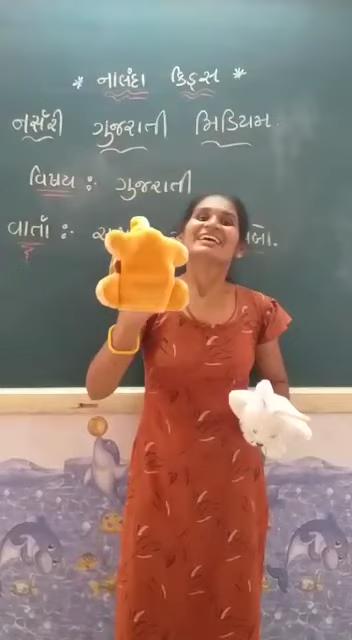 * નાલંદા કિડ્સ *
નર્સરી ગુજરાતી મિડિયમ.
વિષય :- ગુજરાતી
વાર્તા :-